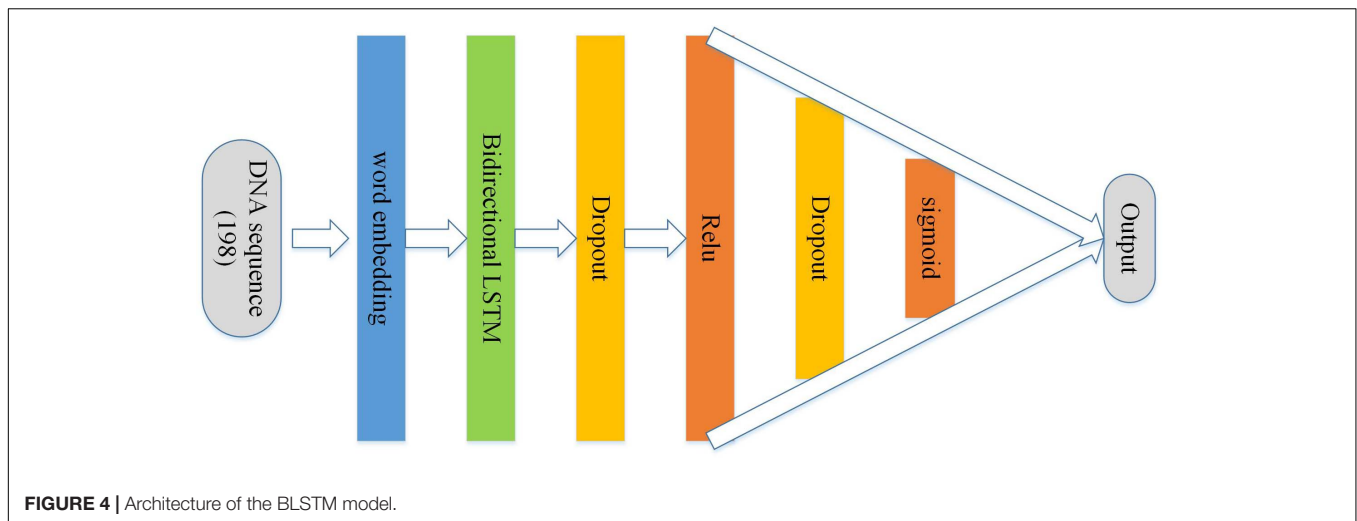 DNA sequence
(198)
word embedding
Bidirectional LSTM
Dropout
Relu
Dropout
sigmoid
Output
FIGURE 4 | Architecture of the BLSTM model.